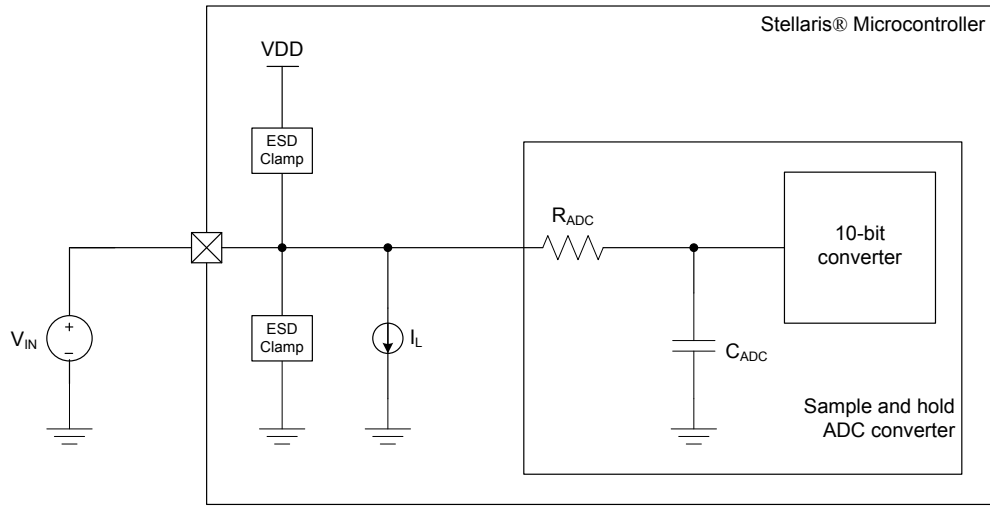 Stellaris® Microcontroller
VDD
ESD
Clamp
RADC
10-bit
converter
VIN
+
−
ESD
Clamp
IL
CADC
Sample and hold
ADC converter